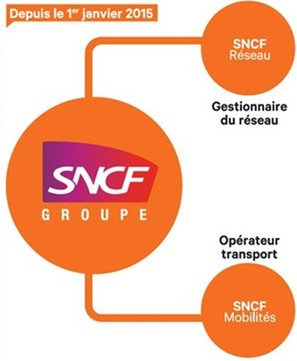 Depuis le 1er janvier 2015
SNCF
Réseau
Gestionnaire
du réseau
SNCF
GROUPE
Opérateur
transport
SNCF
Mobilités